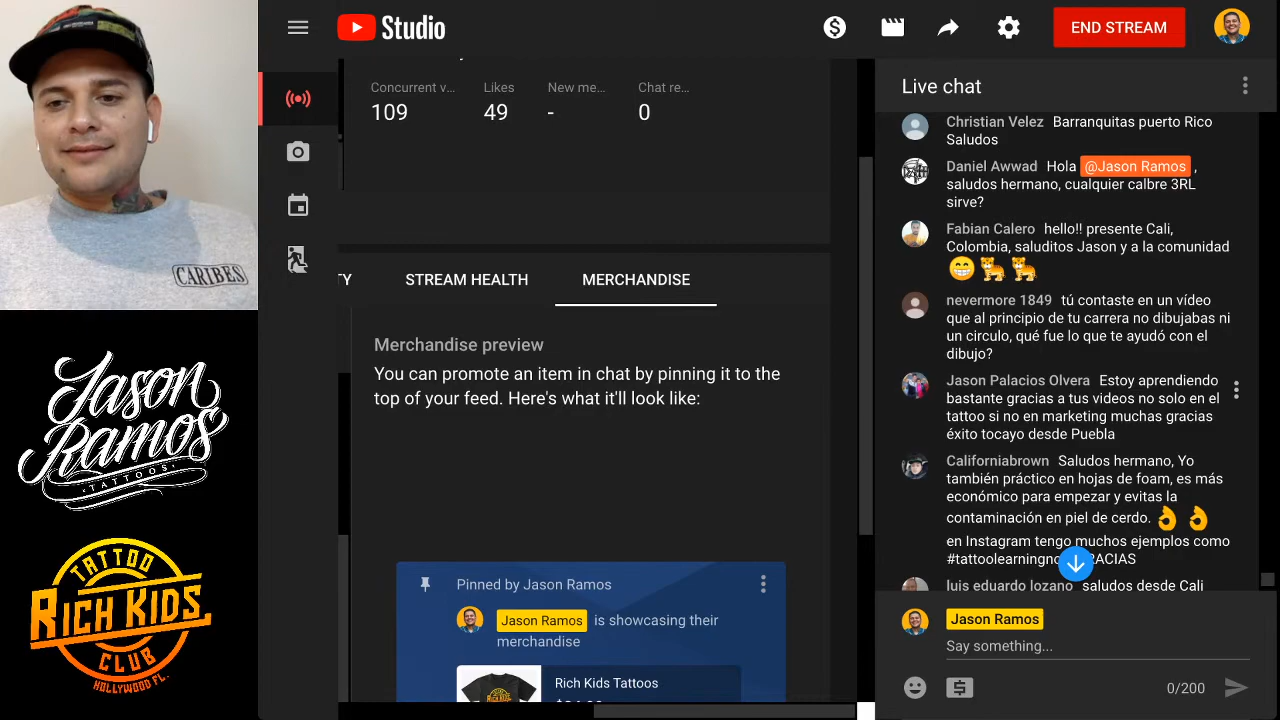 CARIBES
Jason
Ramos
TATTOOS
TATTOO
RICH KIDS
CLUB
HOLLYWOOD FL.
Studio
END STREAM
Concurrent v...
Likes
New me...
Chat re...
109
49
-
0
TY
STREAM HEALTH
MERCHANDISE
Merchandise preview
You can promote an item in chat by pinning it to the
top of your feed. Here's what it'll look like:
Pinned by Jason Ramos
Jason Ramos is showcasing their
merchandise
Rich Kids Tattoos
Live chat
Christian Velez Barranquitas puerto Rico
Saludos
Daniel Awwad Hola @Jason Ramos ,
saludos hermano, cualquier calbre 3RL
sirve?
Fabian Calero hello!! presente Cali,
Colombia, saluditos Jason y a la comunidad
😁🐅🐅
nevermore 1849 tú contaste en un vídeo
que al principio de tu carrera no dibujabas ni
un circulo, qué fue lo que te ayudó con el
dibujo?
Jason Palacios Olvera Estoy aprendiendo
bastante gracias a tus videos no solo en el
tattoo si no en marketing muchas gracias
éxito tocayo desde Puebla
Californiabrown Saludos hermano, Yo
también práctico en hojas de foam, es más
económico para empezar y evitas la
contaminación en piel de cerdo. 👌 👌
en Instagram tengo muchos ejemplos como
luis eduardo lozano saludos desde Cali
Jason Ramos
Say something...
0/200